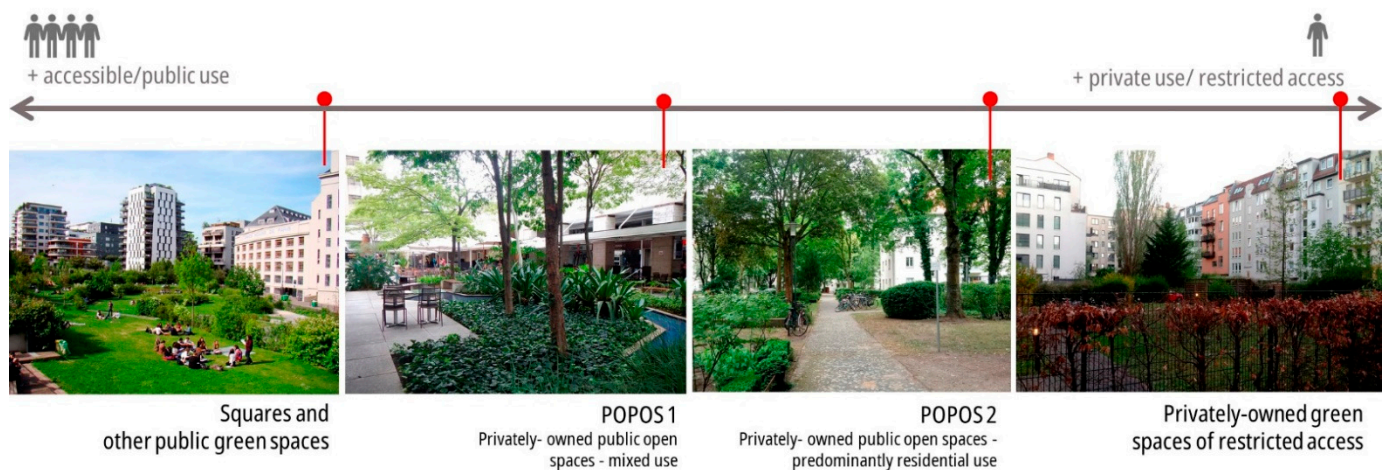 + accessible/public use
+ private use/ restricted access
Squares and
other public green spaces
POPOS 1
Privately- owned public open
spaces - mixed use
POPOS 2
Privately- owned public open spaces -
predominantly residential use
Privately-owned green
spaces of restricted access